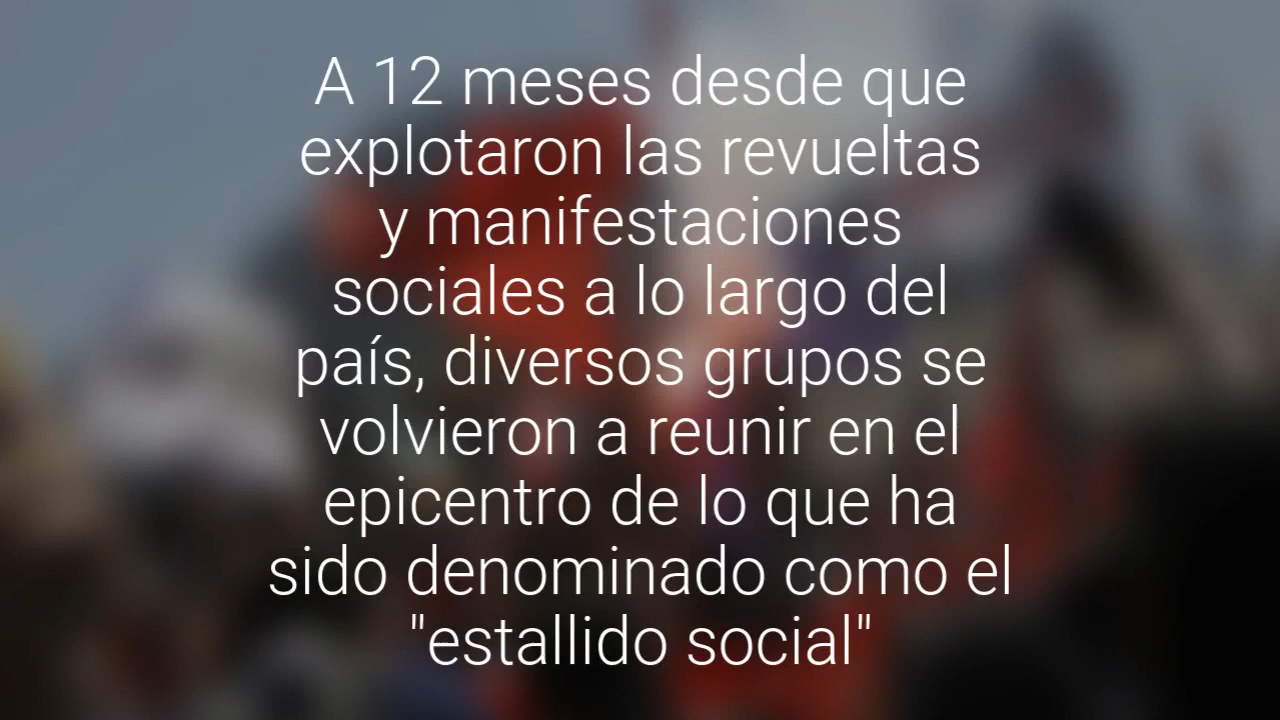 A 12 meses desde que
explotaron las revueltas
y manifestaciones
sociales a lo largo del
país, diversos grupos se
volvieron a reunir en el
epicentro de lo que ha
sido denominado como el
"estallido social"